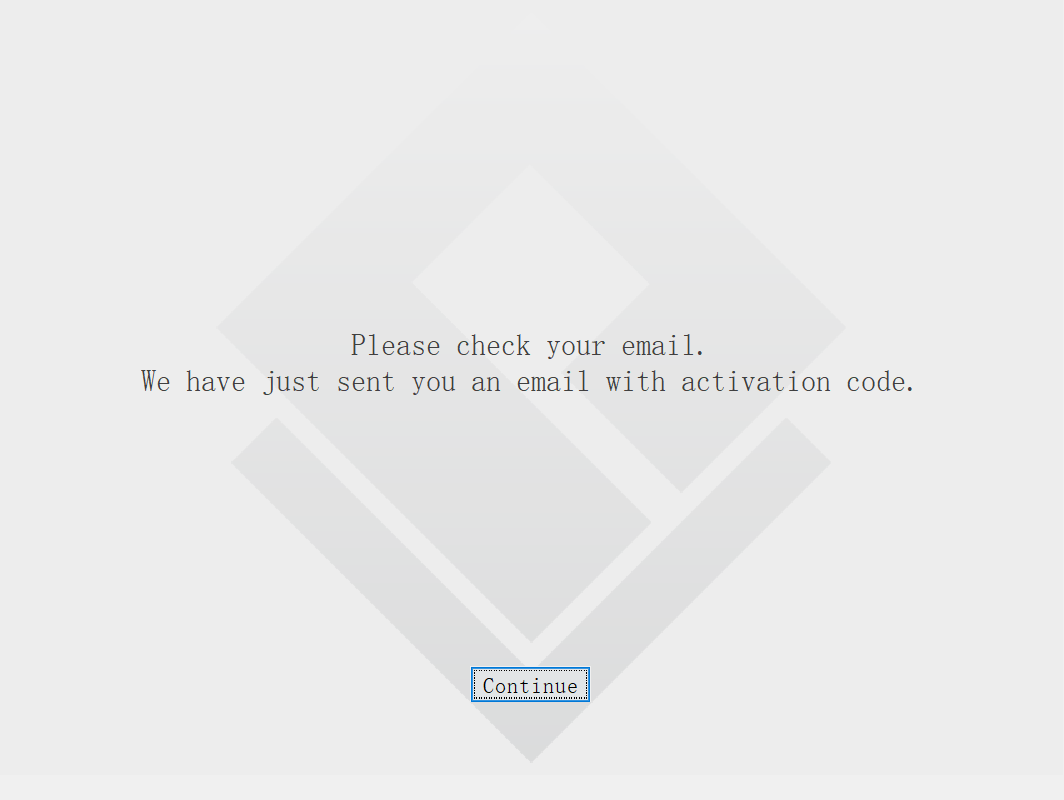 Please check your email.
We have just sent you an email with activation code.
Continue